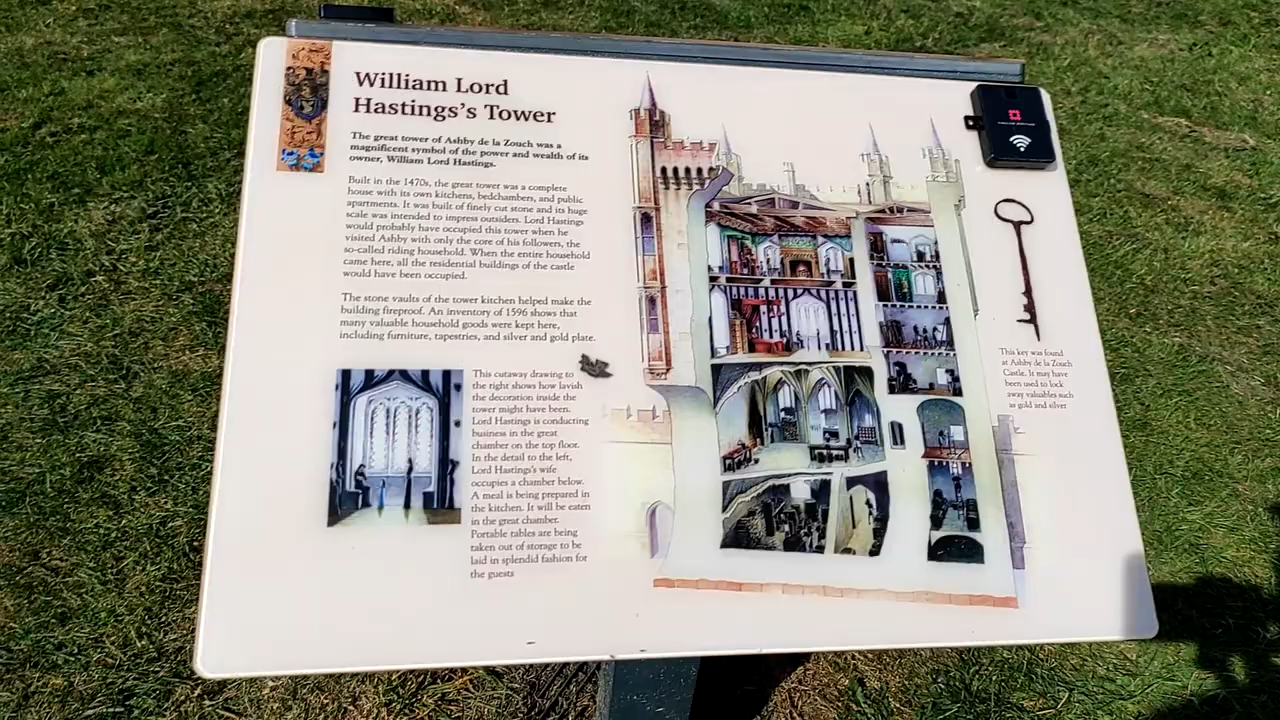 William Lord
Hastings's Tower
The great tower of Ashby de la Zouch was a
magnificent symbol of the power and wealth of its
owner, William Lord Hastings.
Built in the 1470s, the great tower was a complete
house with its own kitchens, bedchambers, and public
apartments. It was built of finely cut stone and its huge
scale was intended to impress outsiders. Lord Hastings
would probably have occupied this tower when he
visited Ashby with only the core of his followers, the
so-called riding household. When the entire household
came here, all the residential buildings of the castle
would have been occupied.
The stone vaults of the tower kitchen helped make the
building fireproof. An inventory of 1596 shows that
many valuable household goods were kept here,
including furniture, tapestries, and silver and gold plate.
This cutaway drawing to
the right shows how lavish
the decoration inside the
tower might have been.
Lord Hastings is conducting
business in the great
chamber on the top floor.
In the detail to the left,
Lord Hastings's wife
occupies a chamber below.
A meal is being prepared in
the kitchen. It will be eaten
in the great chamber.
Portable tables are being
taken out of storage to be
laid in splendid fashion for
the guests
This key was found
at Ashby de la Zouch
Castle. It may have
been used to lock
away valuables such
as gold and silver